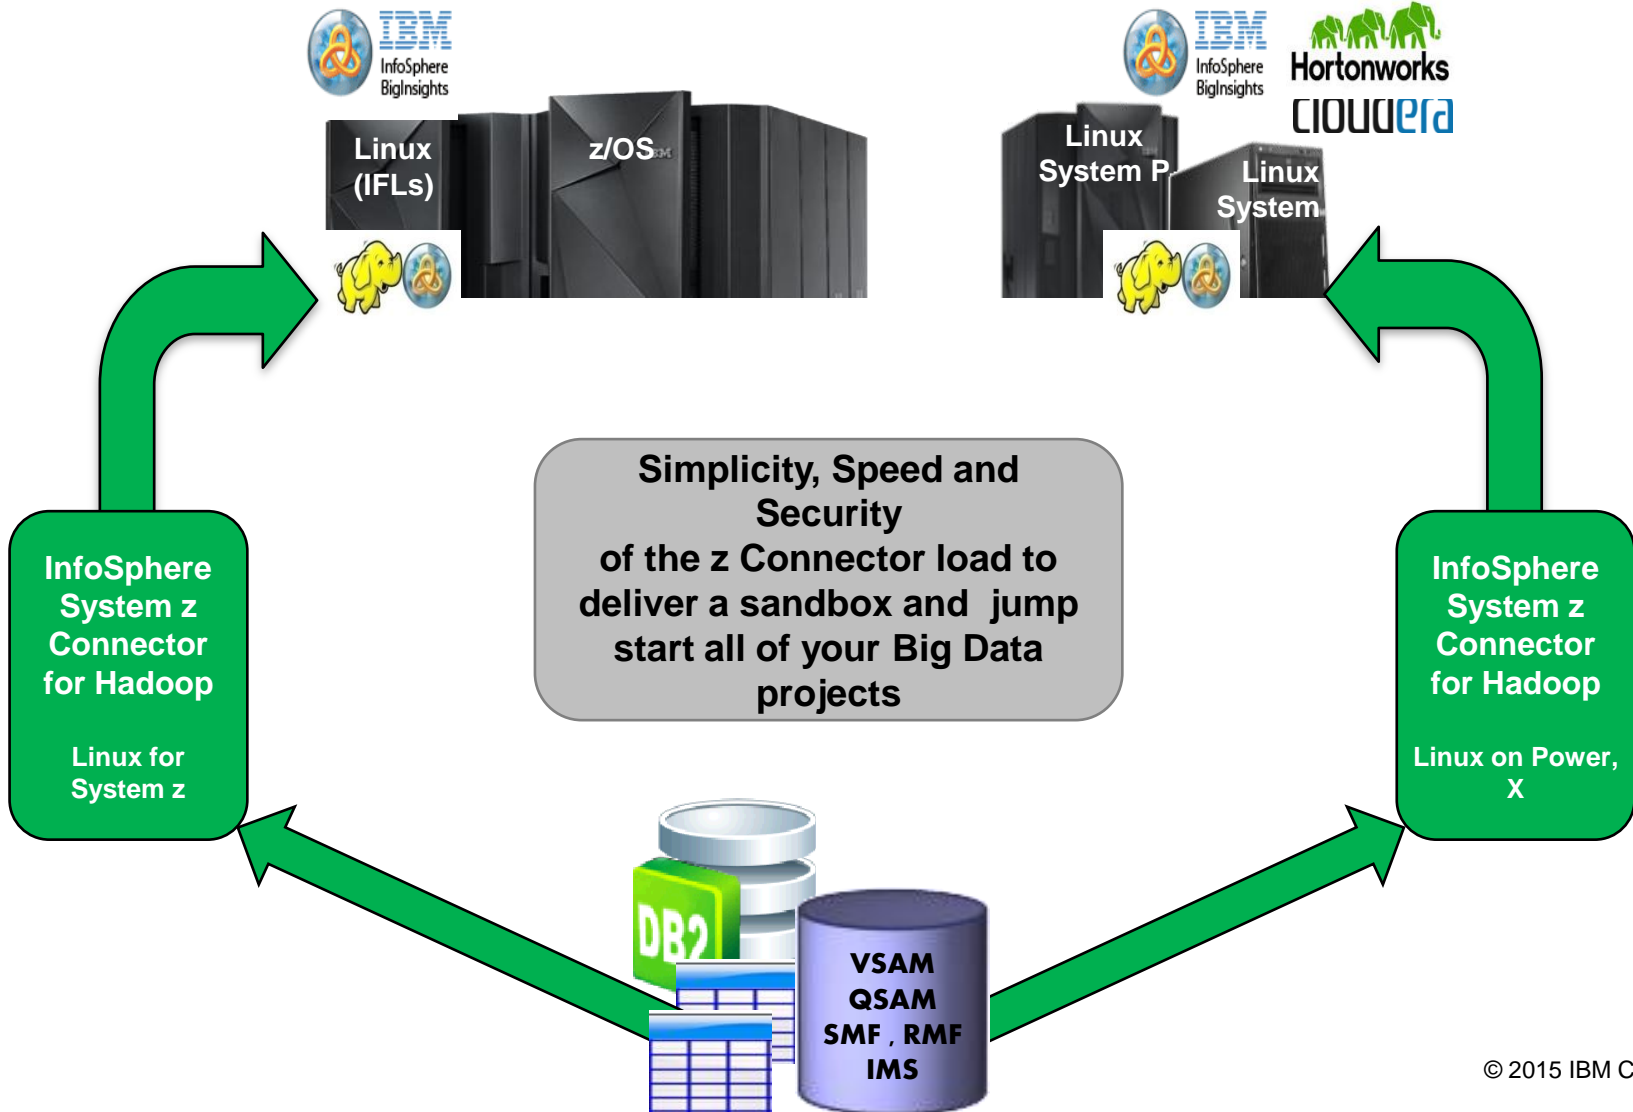 IBM
InfoSphere
BigInsights
IBM
InfoSphere
BigInsights
Hortonworks
cloudera
Linux
(IFLs)
z/OS
IBM
Linux
System P
Linux
System
Simplicity, Speed and
Security
of the z Connector load to
deliver a sandbox and jump
start all of your Big Data
projects
InfoSphere
System z
Connector
for Hadoop
Linux for
System z
InfoSphere
System z
Connector
for Hadoop
Linux on Power,
X
DB2
VSAM
QSAM
SMF , RMF
IMS
© 2015 IBM C